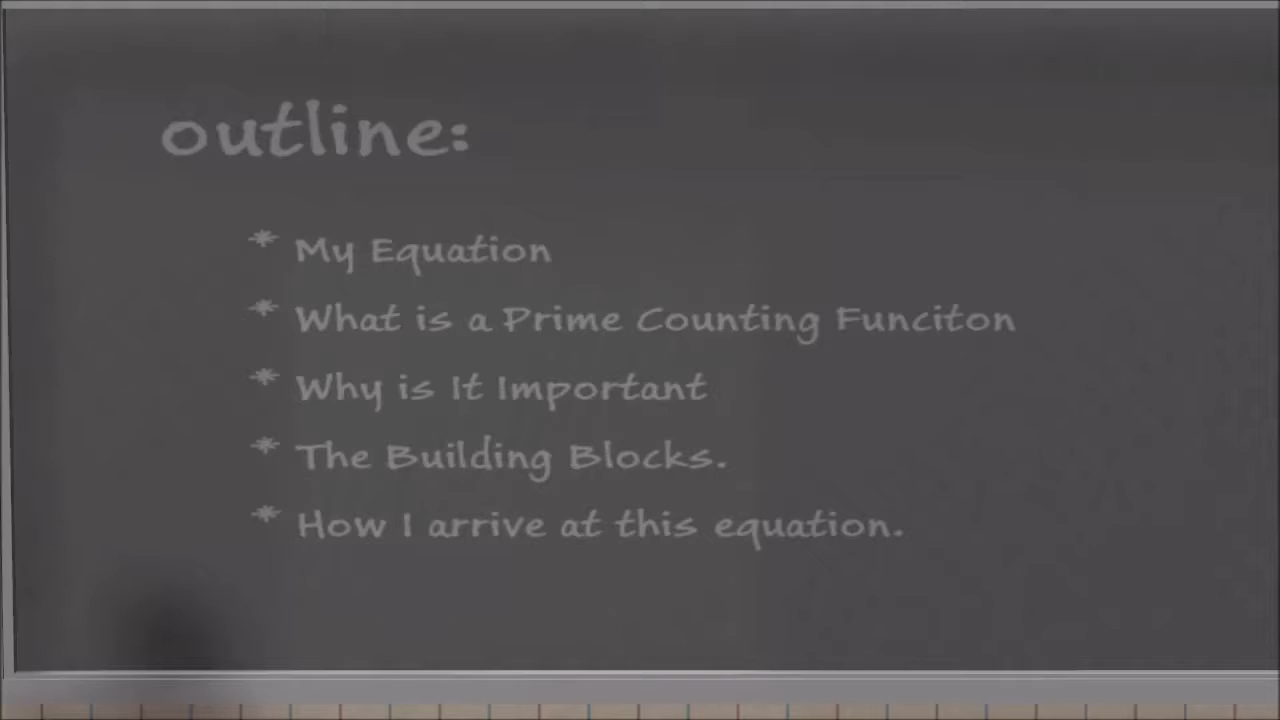 outline:
* My Equation
* What is a Prime Counting Funciton
* Why is It Important
* The Building Blocks.
* How I arrive at this equation.